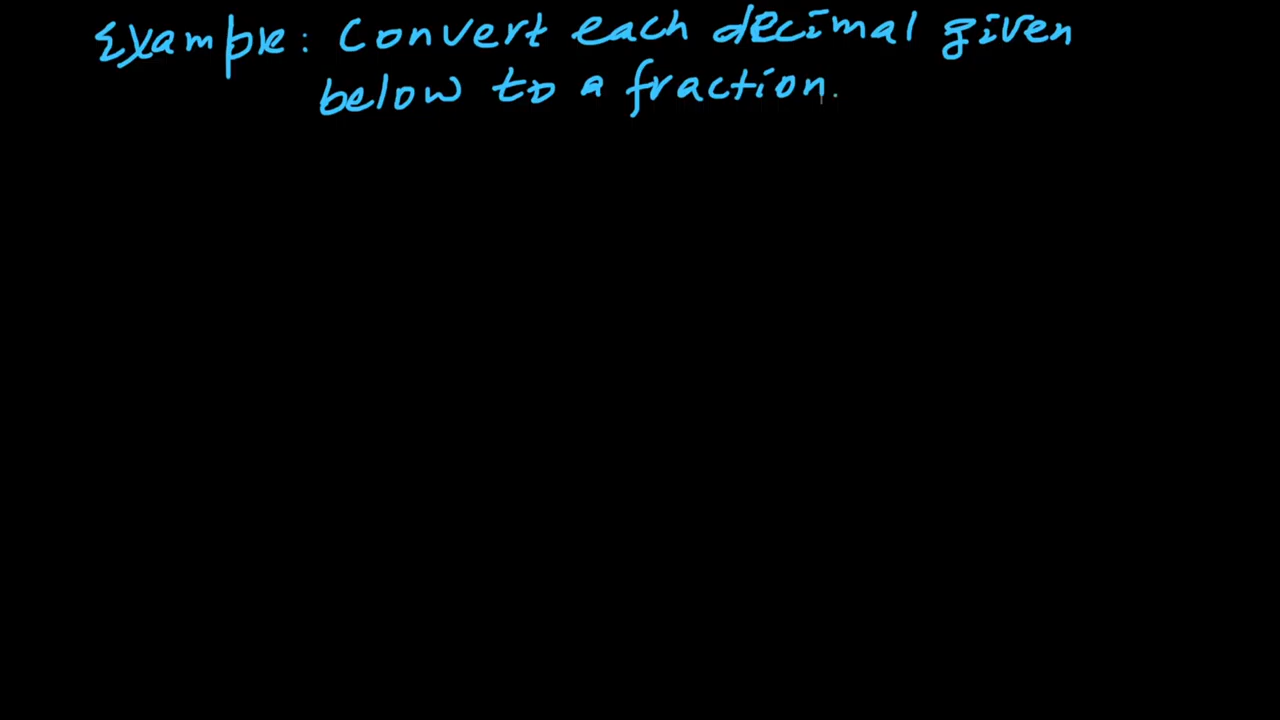 Example: Convert each decimal given
below to a fraction.